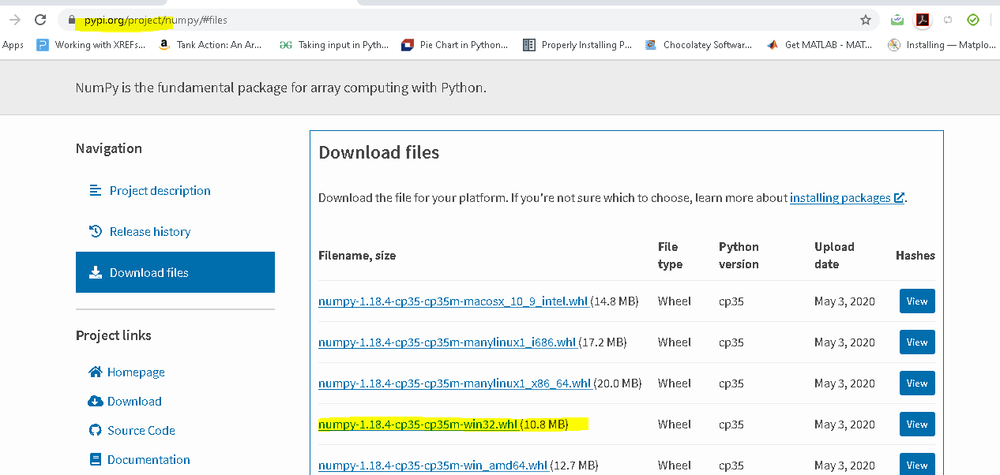 pypi.org/project/numpy/#files
Apps Working with XREFs... Tank Action: An Ar... Taking input in Pyth... Pie Chart in Python... Properly Installing P... Chocolatey Softwar... Get MATLAB - MAT... Installing — Matplo...
NumPy is the fundamental package for array computing with Python.
Navigation
Project description
Release history
Download files
Project links
Homepage
Download
Source Code
Documentation
Download files
Download the file for your platform. If you're not sure which to choose, learn more about installing packages.
Filename, size File type Python version Upload date Hashes
numpy-1.18.4-cp35-cp35m-macosx_10_9_intel.whl (14.8 MB) Wheel cp35 May 3, 2020 View
numpy-1.18.4-cp35-cp35m-manylinux1_i686.whl (17.2 MB) Wheel cp35 May 3, 2020 View
numpy-1.18.4-cp35-cp35m-manylinux1_x86_64.whl (20.0 MB) Wheel cp35 May 3, 2020 View
numpy-1.18.4-cp35-cp35m-win32.whl (10.8 MB) Wheel cp35 May 3, 2020 View
numpy-1.18.4-cp35-cp35m-win_amd64.whl (12.7 MB) Wheel cp35 May 3, 2020 View